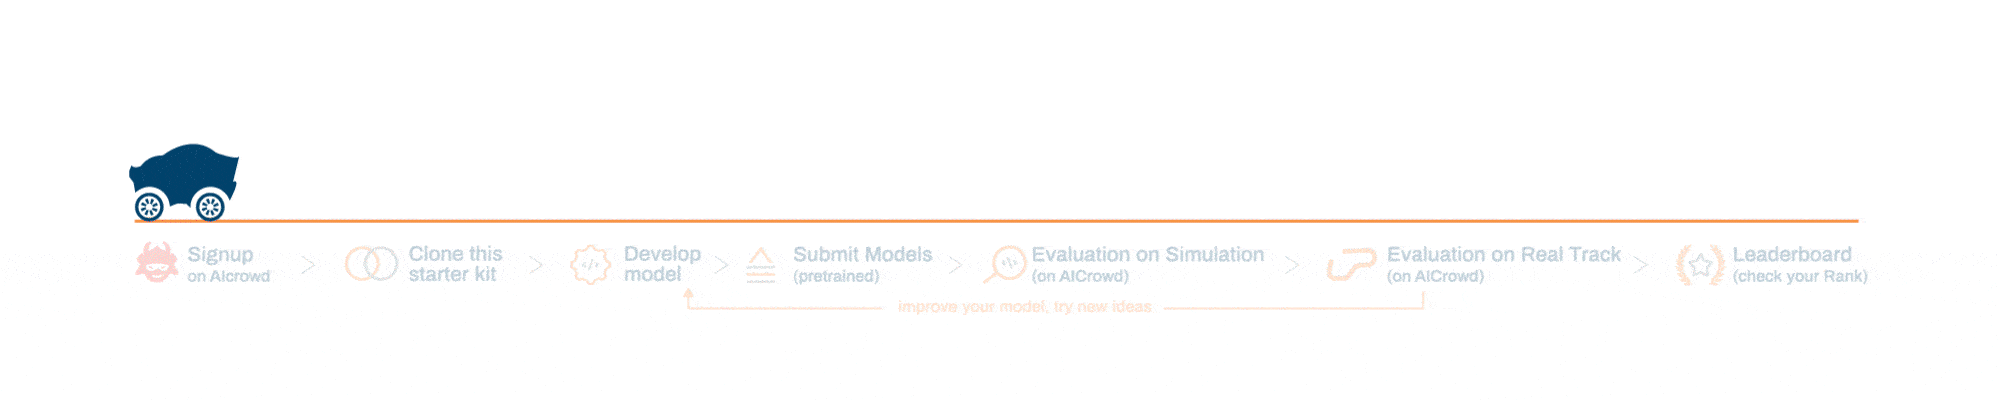 Signup
on AIcrowd
Clone this
starter kit
Develop
model
Submit Models
(pretrained)
Evaluation on Simulation
(on AICrowd)
Evaluation on Real Track
(on AICrowd)
Leaderboard
(check your Rank)
improve your model, try new ideas